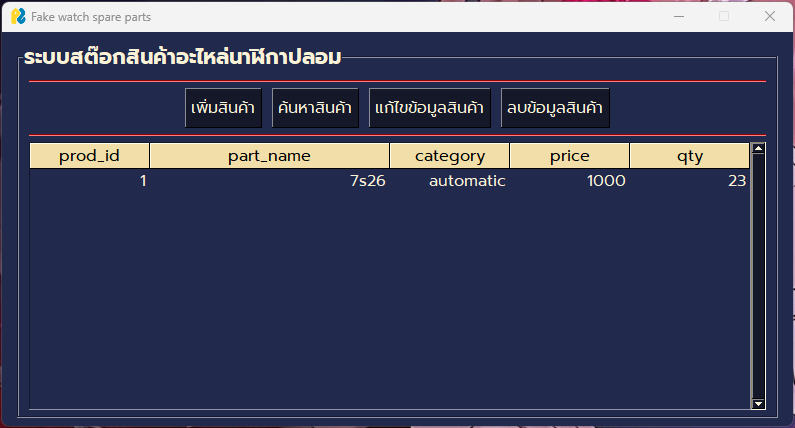 Fake watch spare parts
ระบบสต๊อกสินค้าอะไหล่นาฬิกาปลอม
เพิ่มสินค้า ค้นหาสินค้า แก้ไขข้อมูลสินค้า ลบข้อมูลสินค้า
prod_id part_name category price qty
1 7s26 automatic 1000 23